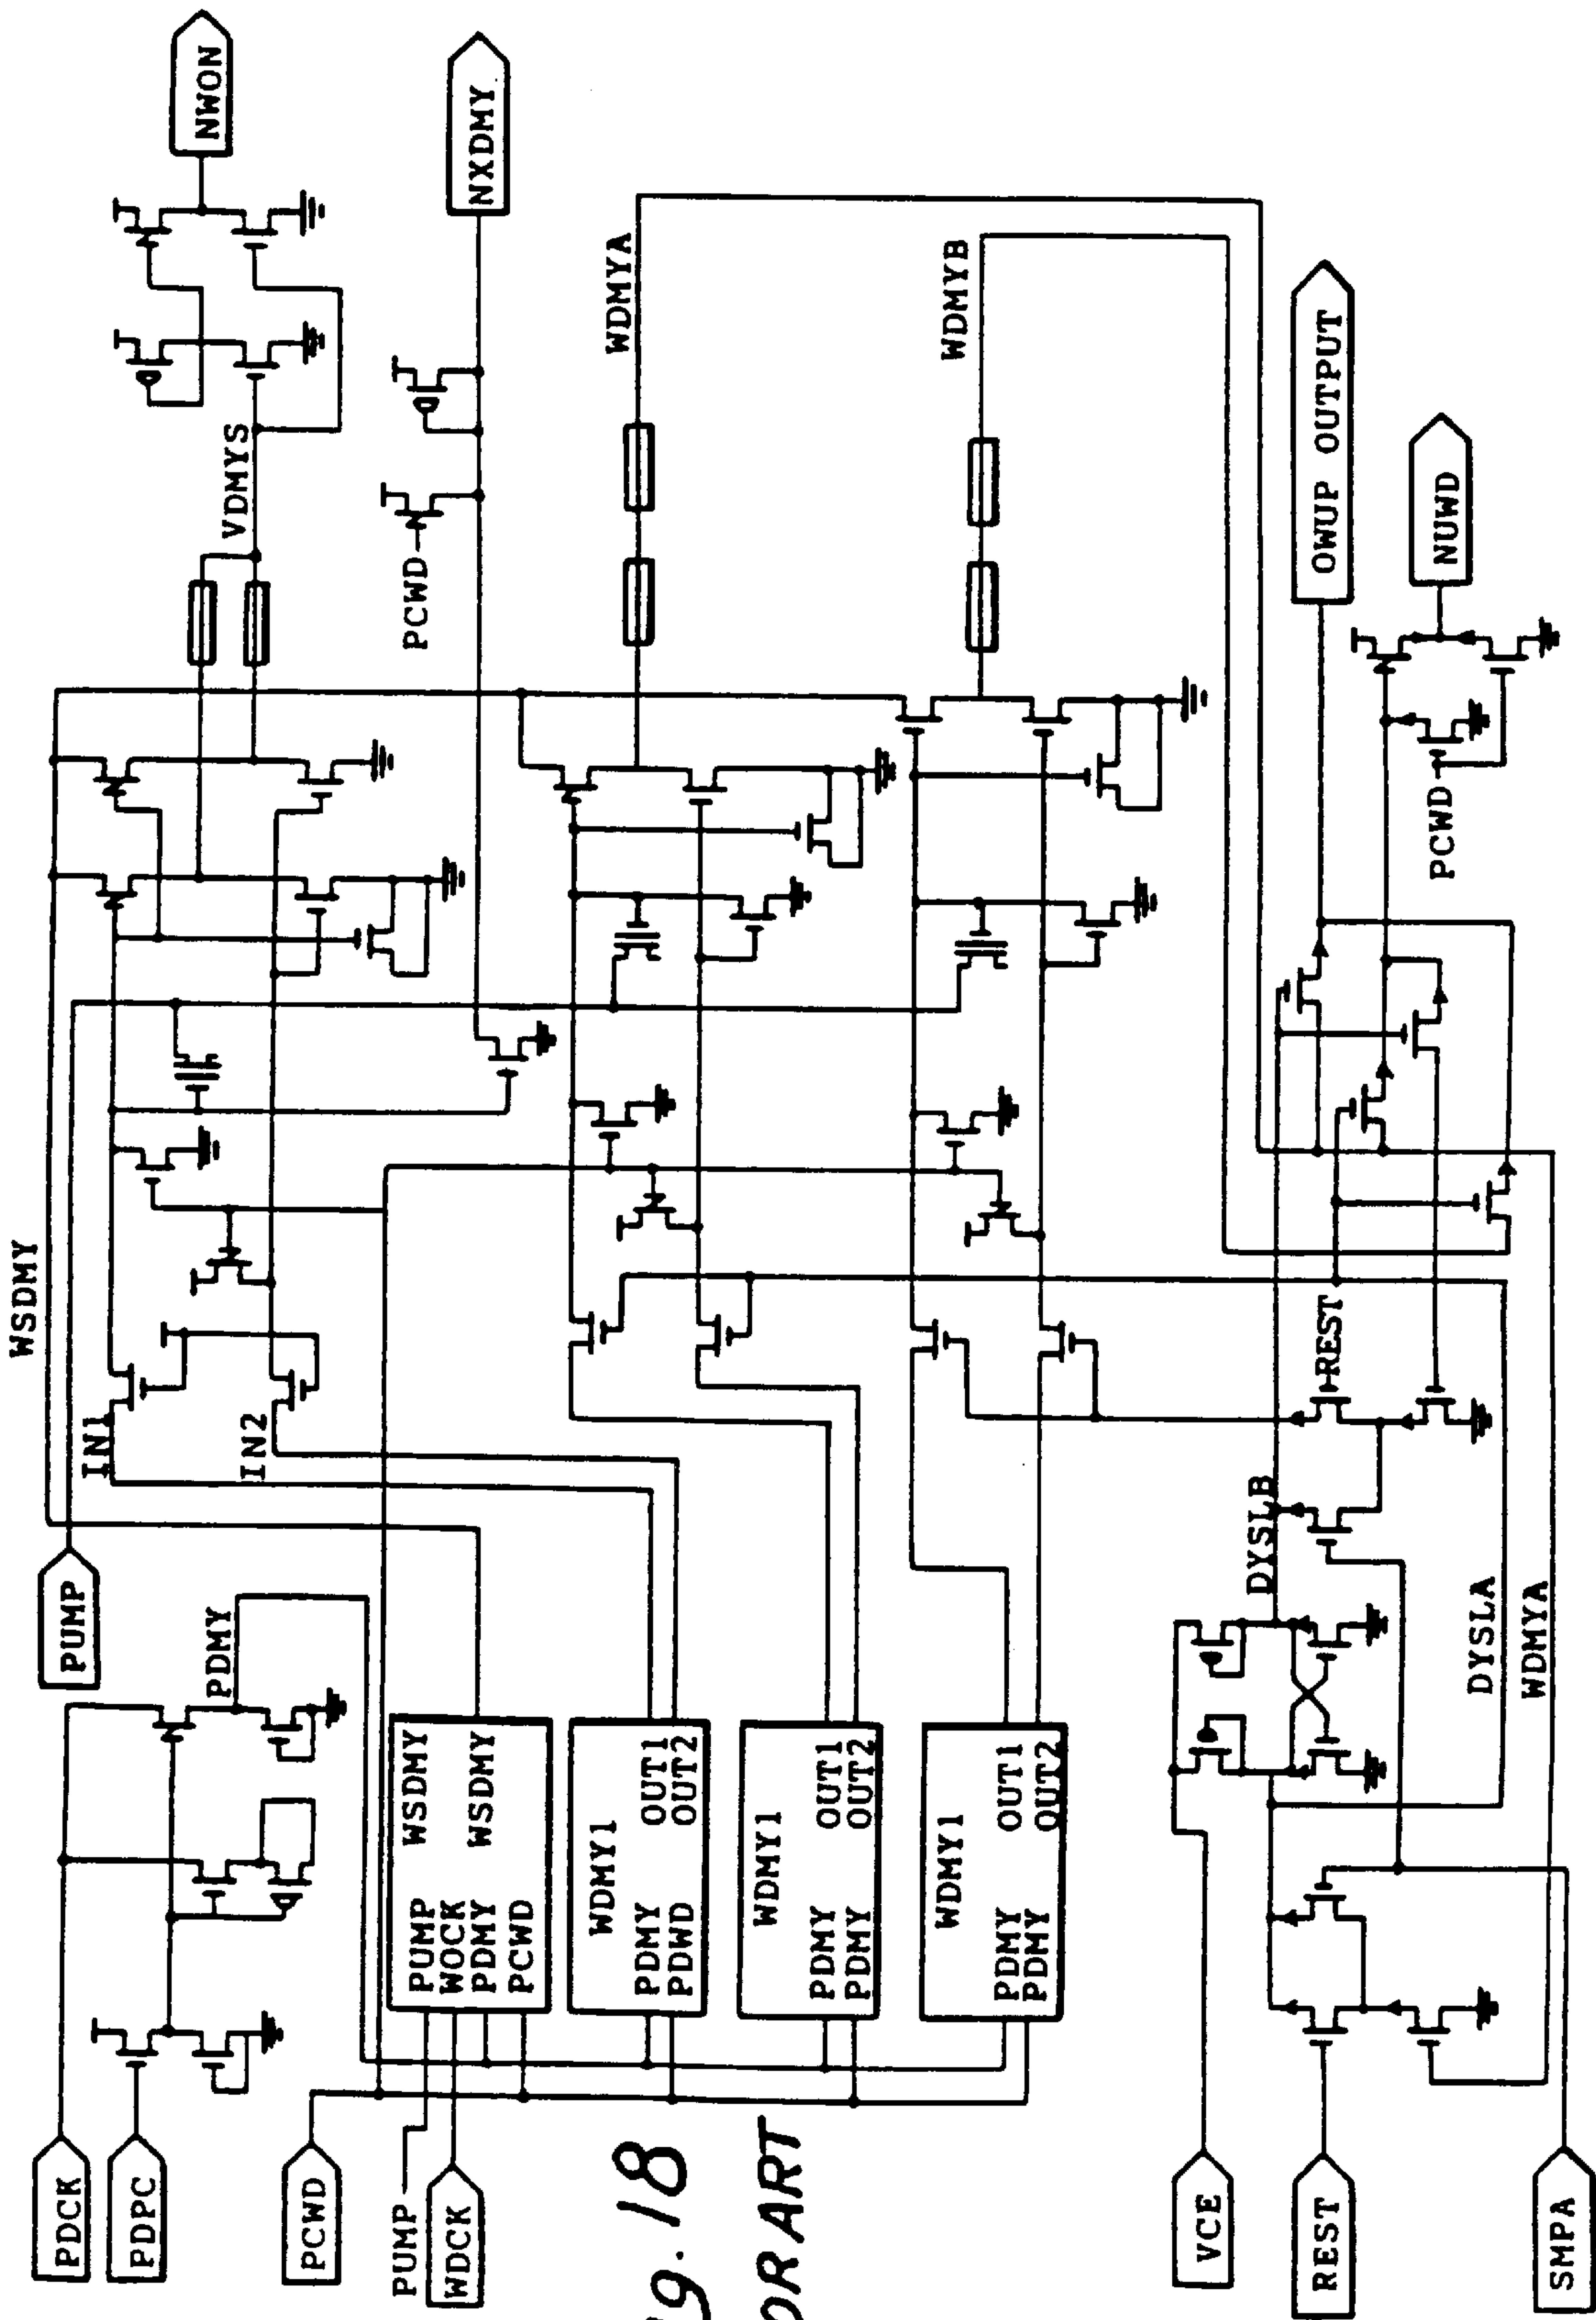 PDCK
PDPC
PCWD
PUMP
WDCK
VCE
REST
SMPA
PUMP
PDMY
WSDMY
IN1
IN2
PUMP WSDMY
WOCK
PDMY WSDMY
PCWD
WDMY1
PDMY OUT1
PDWD OUT2
WDMY1
PDMY OUT1
PDMY OUT2
WDMY1
PDMY OUT1
PDMY OUT2
DYSLB
REST
DYSLA
WDMYA
VDMYS
NWON
PCWD
NXDMY
WDMYA
WDMYB
OWUP OUTPUT
PCWD
NUWD
18
ART